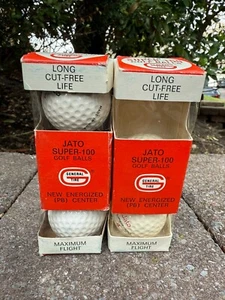 LONG
CUT-FREE
LIFE
JATO
SUPER-100
GOLF BALLS
GENERAL
TIRE
NEW ENERGIZED
(PB) CENTER
MAXIMUM
FLIGHT
LONG
CUT-FREE
LIFE
JATO
SUPER-100
GOLF BALLS
GENERAL
TIRE
NEW ENERGIZED
(PB) CENTER
MAXIMUM
FLIGHT